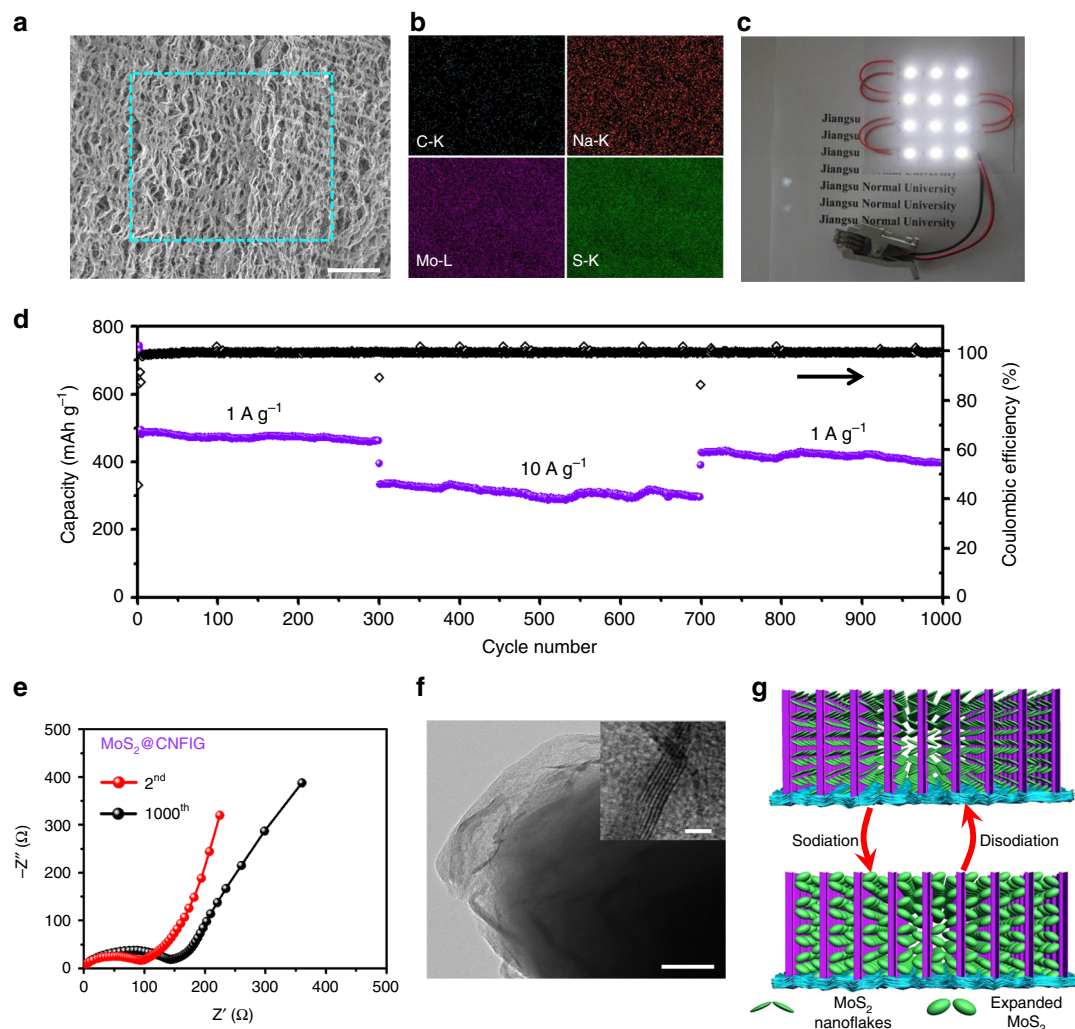 a
b
c
C-K
Na-K
Mo-L
S-K
Jiangsu
Jiangsu
Jiangsu
Jiangsu Normal University
Jiangsu Normal University
Jiangsu Normal University
Jiangsu Normal University
d
800
600
400
200
0
Capacity (mAh g⁻¹)
1 A g⁻¹
10 A g⁻¹
1 A g⁻¹
100
80
60
40
20
0
Coulombic efficiency (%)
0 100 200 300 400 500 600 700 800 900 1000
Cycle number
e
500
400
300
200
100
0
–Z″ (Ω)
MoS₂@CNFIG
2ⁿᵈ
1000ᵗʰ
0 100 200 300 400 500
Z′ (Ω)
f
g
Sodiation
Disodiation
MoS₂
nanoflakes
Expanded
MoS₂